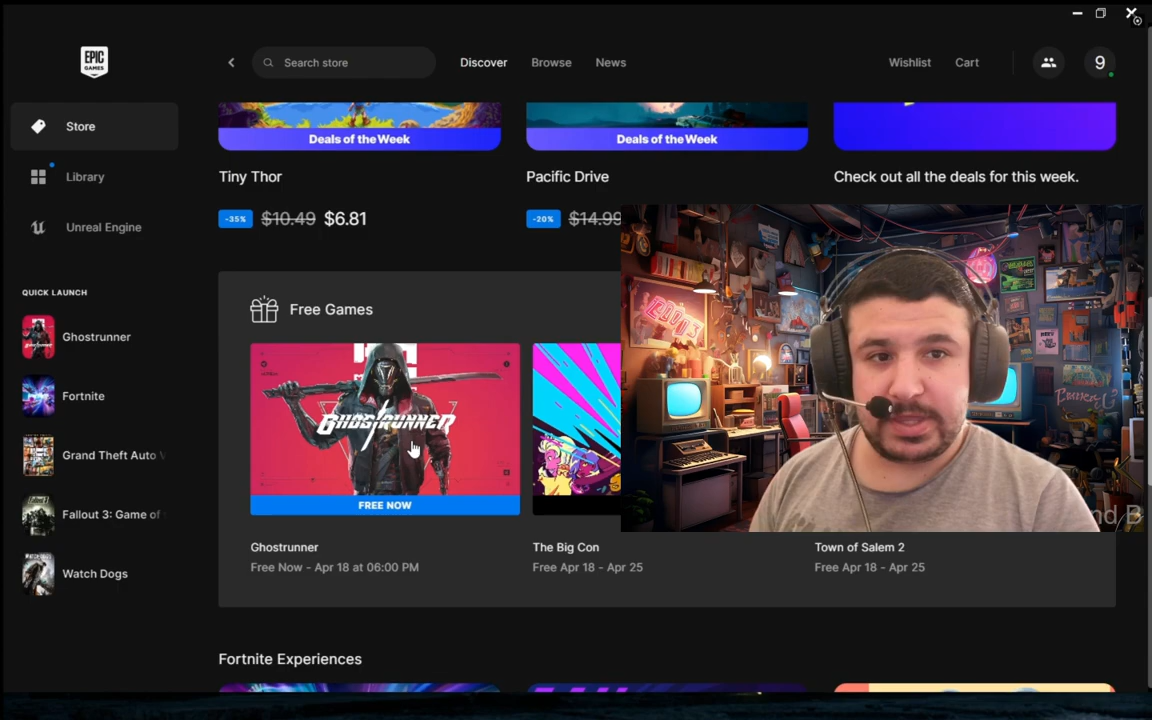 EPIC
GAMES
Search store
Discover
Browse
News
Wishlist
Cart
9
Store
Library
Unreal Engine
QUICK LAUNCH
Ghostrunner
Fortnite
Grand Theft Auto V
Fallout 3: Game of
Watch Dogs
Deals of the Week
Deals of the Week
Tiny Thor
Pacific Drive
Check out all the deals for this week.
-35% $10.49 $6.81
-20% $14.99
Free Games
GHOSTRUNNER
FREE NOW
Ghostrunner
Free Now - Apr 18 at 06:00 PM
The Big Con
Free Apr 18 - Apr 25
Town of Salem 2
Free Apr 18 - Apr 25
nd B
Fortnite Experiences